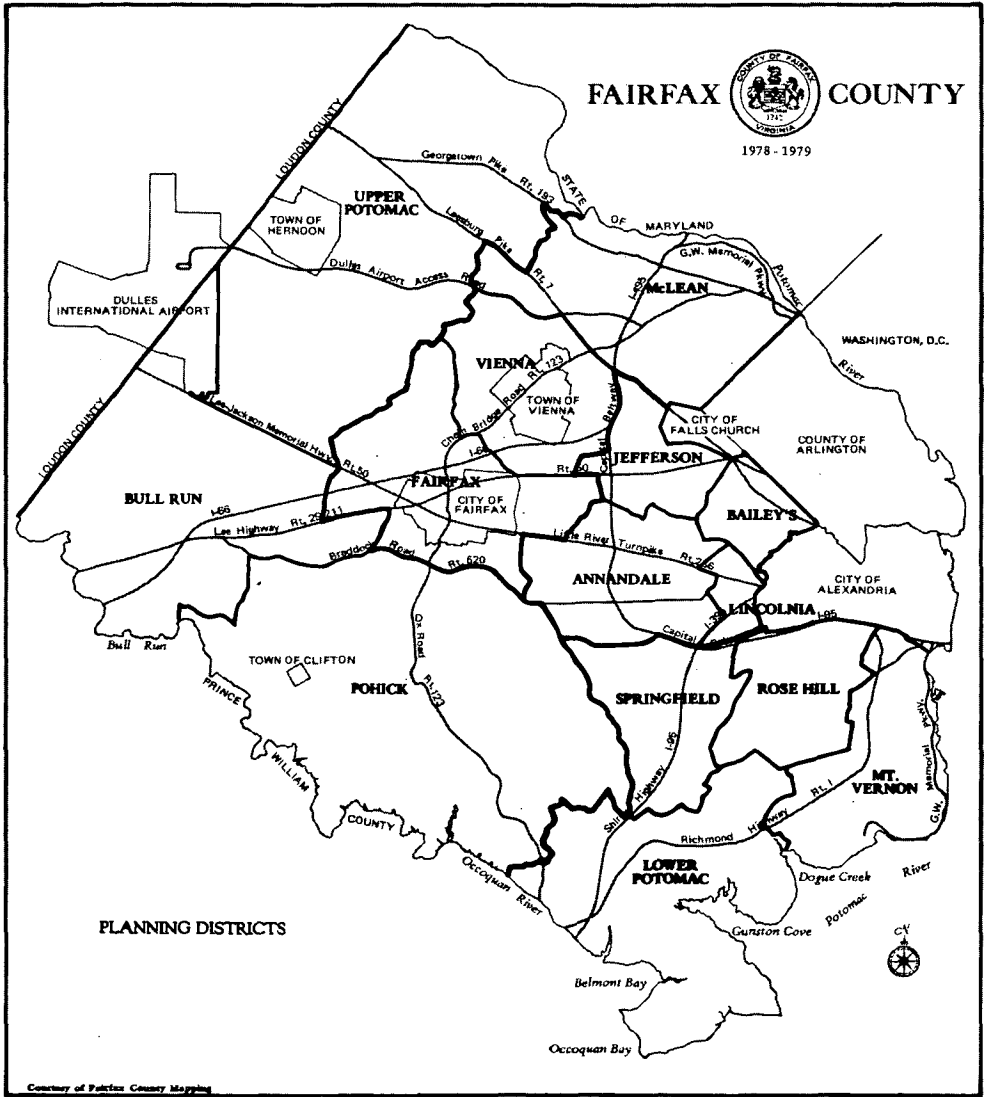 FAIRFAX COUNTY
COUNTY OF FAIRFAX
1742
VIRGINIA
1978 - 1979
LOUDON COUNTY
Georgetown Pike Rt. 193
STATE
OF MARYLAND
UPPER
POTOMAC
TOWN OF
HERNDON
Leesburg Pike Rt. 7
G.W. Memorial Pkwy
Potomac
River
Dulles Airport Access Road
I-495
McLEAN
DULLES
INTERNATIONAL AIRPORT
WASHINGTON, D.C.
VIENNA
Chain Bridge Road RT. 123
TOWN OF
VIENNA
Capital Beltway
CITY OF
FALLS CHURCH
COUNTY OF
ARLINGTON
LOUDON COUNTY
Lee-Jackson Memorial Hwy. Rt. 50
I-66
Rt. 50
JEFFERSON
BULL RUN
FAIRFAX
CITY OF
FAIRFAX
BAILEY'S
I-66
Lee Highway Rt. 29/211
Braddock Road Rt. 620
Little River Turnpike Rt. 236
ANNANDALE
CITY OF
ALEXANDRIA
LINCOLNIA
I-395
I-95
Capital
Bull Run
Ox Road
Rt. 123
TOWN OF CLIFTON
POHICK
SPRINGFIELD
ROSE HILL
PRINCE
WILLIAM
COUNTY
Highway I-95
MT.
VERNON
G.W. Memorial Pkwy.
Richmond Highway Rt. 1
LOWER
POTOMAC
Occoquan River
Dogue Creek
Potomac River
Gunston Cove
PLANNING DISTRICTS
Belmont Bay
Occoquan Bay
Courtesy of Fairfax County Mapping